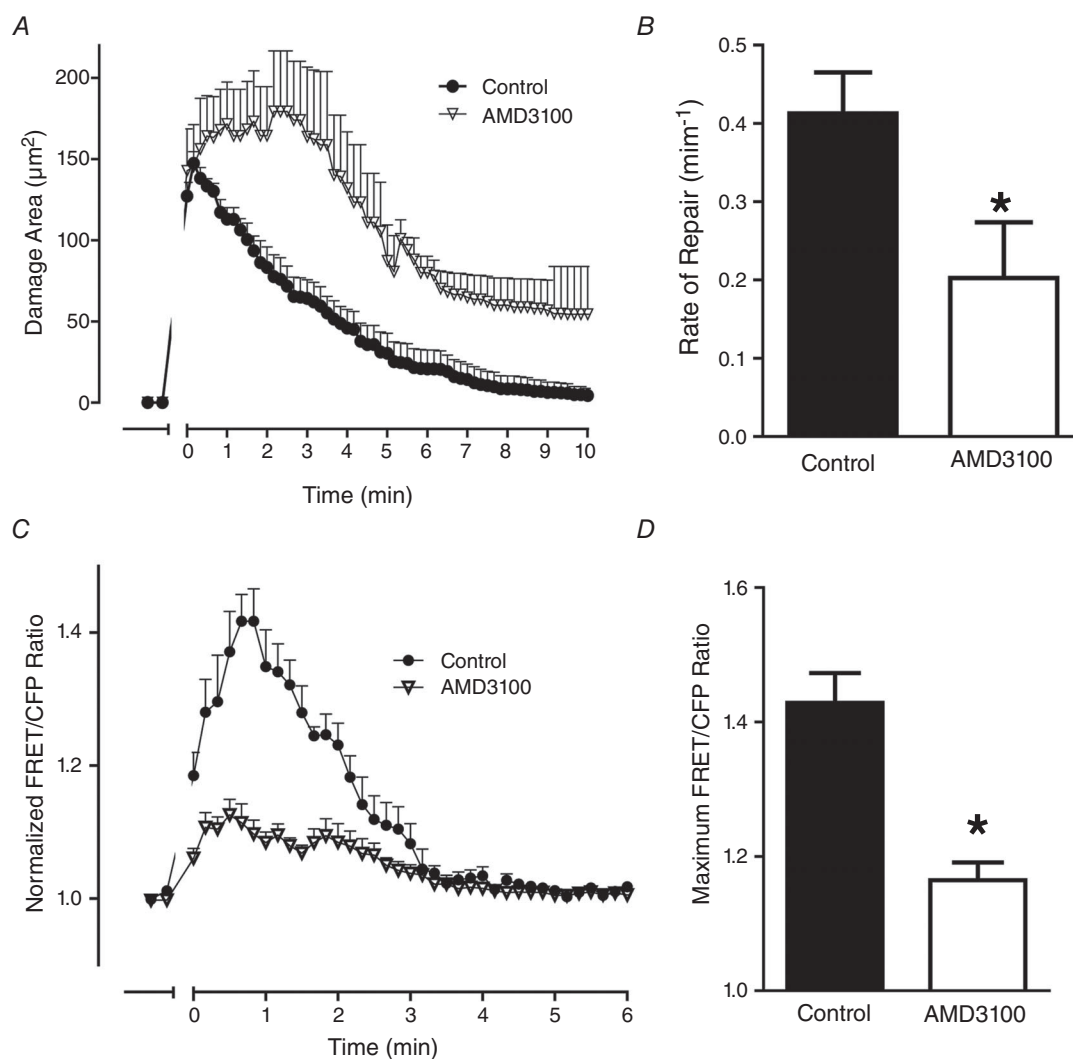 A
Damage Area (µm²)
200
150
100
50
0
Control
AMD3100
0 1 2 3 4 5 6 7 8 9 10
Time (min)
B
Rate of Repair (mim⁻¹)
0.5
0.4
0.3
0.2
0.1
0.0
*
Control AMD3100
C
Normalized FRET/CFP Ratio
1.4
1.2
1.0
Control
AMD3100
0 1 2 3 4 5 6
Time (min)
D
Maximum FRET/CFP Ratio
1.6
1.4
1.2
1.0
*
Control AMD3100